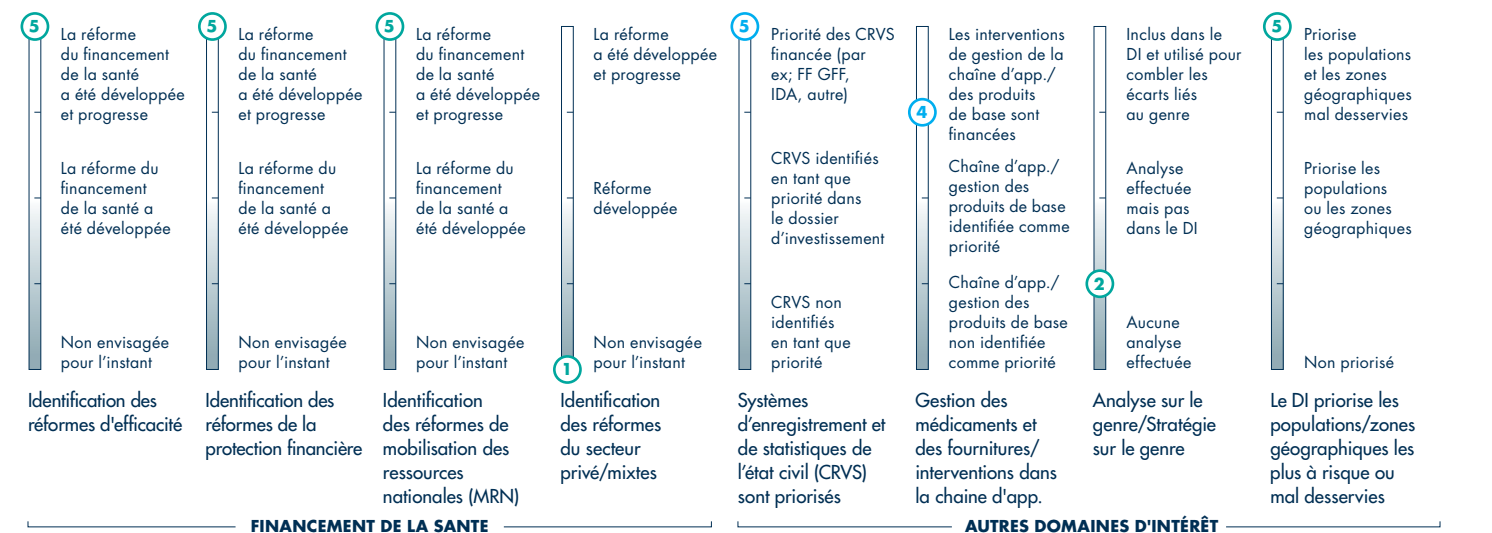 5
La réforme
du financement
de la santé
a été développée
et progresse
La réforme du
financement
de la santé a
été développée
Non envisagée
pour l'instant
Identification des
réformes d'efficacité
5
La réforme
du financement
de la santé
a été développée
et progresse
La réforme du
financement
de la santé a
été développée
Non envisagée
pour l'instant
Identification des
réformes de la
protection financière
5
La réforme
du financement
de la santé
a été développée
et progresse
La réforme du
financement
de la santé a
été développée
Non envisagée
pour l'instant
Identification
des réformes de
mobilisation des
ressources
nationales (MRN)
La réforme
a été développée
et progresse
Réforme
développée
Non envisagée
pour l'instant
1
Identification
des réformes
du secteur
privé/mixtes
FINANCEMENT DE LA SANTE
5
Priorité des CRVS
financée (par
ex; FF GFF,
IDA, autre)
CRVS identifiés
en tant que
priorité dans
le dossier
d'investissement
CRVS non
identifiés
en tant que
priorité
Systèmes
d'enregistrement et
de statistiques de
l'état civil (CRVS)
sont priorisés
Les interventions
de gestion de la
chaîne d'app./
des produits
de base sont
financées
4
Chaîne d'app./
gestion des
produits de base
identifiée comme
priorité
Chaîne d'app./
gestion des
produits de base
non identifiée
comme priorité
Gestion des
médicaments et
des fournitures/
interventions dans
la chaine d'app.
Inclus dans le
DI et utilisé pour
combler les
écarts liés
au genre
Analyse
effectuée
mais pas
dans le DI
2
Aucune
analyse
effectuée
Analyse sur le
genre/Stratégie
sur le genre
5
Priorise
les populations
et les zones
géographiques
mal desservies
Priorise les
populations
ou les zones
géographiques
Non priorisé
Le DI priorise les
populations/zones
géographiques les
plus à risque ou
mal desservies
AUTRES DOMAINES D'INTÉRÊT